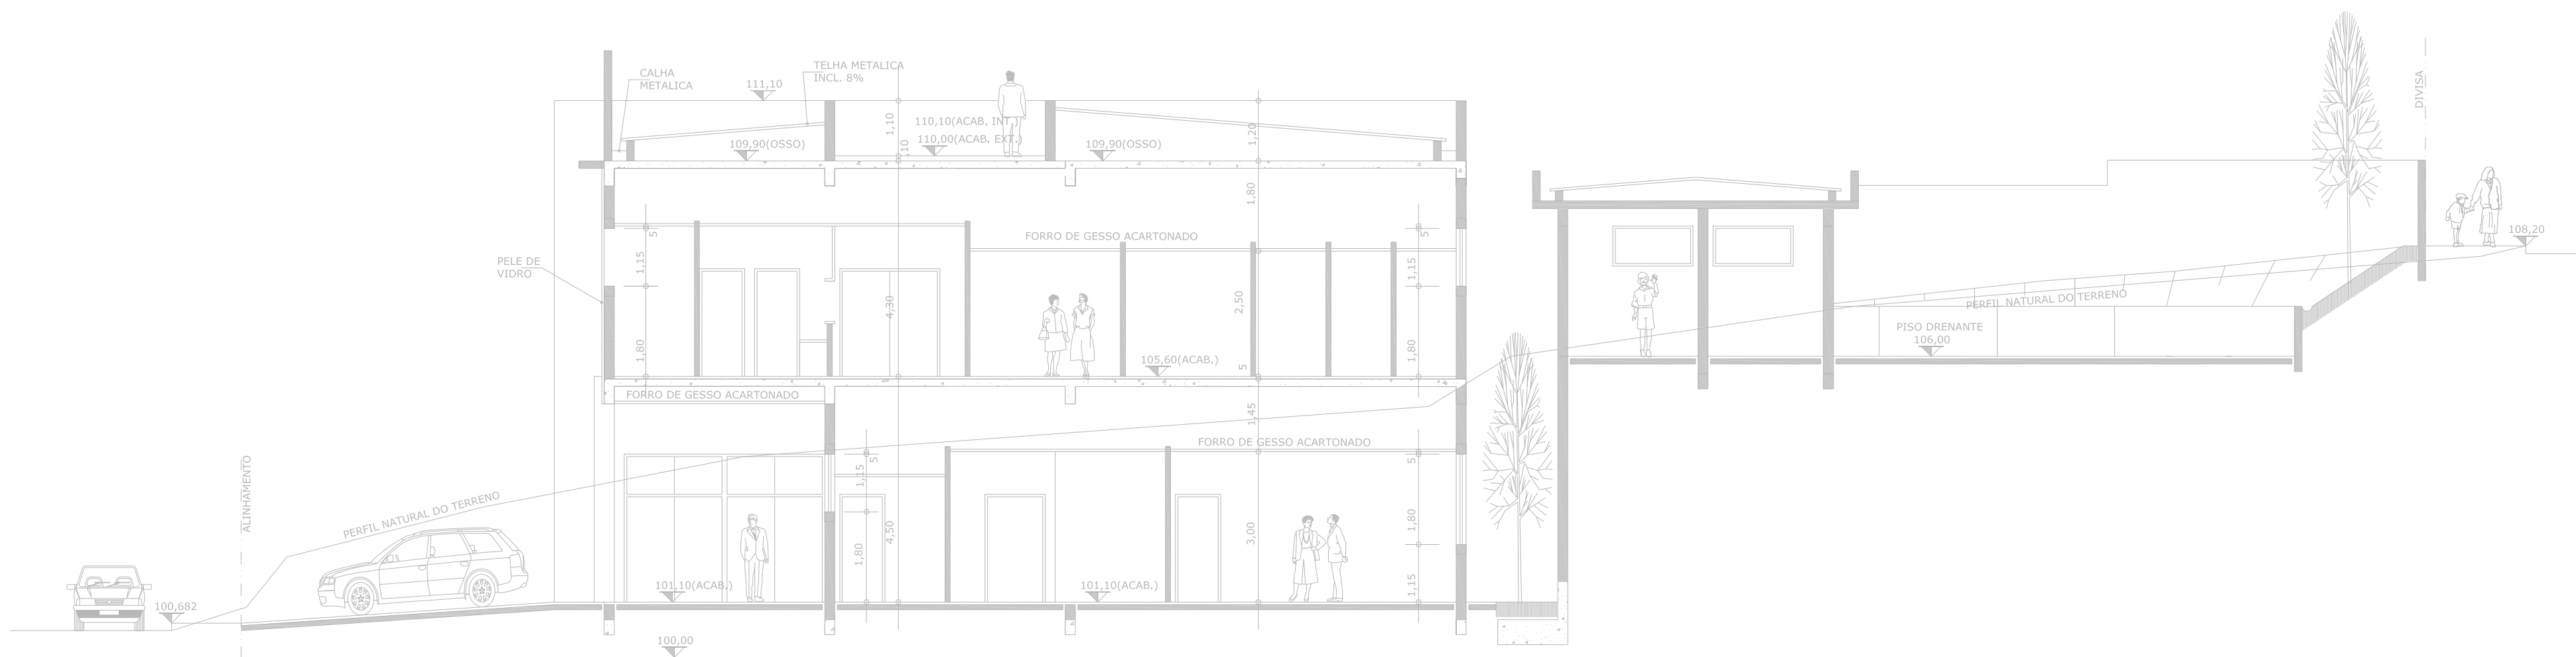 CALHA
METALICA
TELHA METALICA
INCL. 8%
111,10
109,90(OSSO)
1,10
,10
110,10(ACAB. INT.)
110,00(ACAB. EXT.)
109,90(OSSO)
1,20
DIVISA
1,80
5
FORRO DE GESSO ACARTONADO
5
108,20
PELE DE
VIDRO
1,15
1,15
4,30
2,50
PERFIL NATURAL DO TERRENO
PISO DRENANTE
106,00
1,80
105,60(ACAB.)
5
1,80
FORRO DE GESSO ACARTONADO
1,45
FORRO DE GESSO ACARTONADO
ALINHAMENTO
PERFIL NATURAL DO TERRENO
5
1,15
5
4,50
3,00
1,80
1,80
101,10(ACAB.)
101,10(ACAB.)
1,15
100,682
100,00